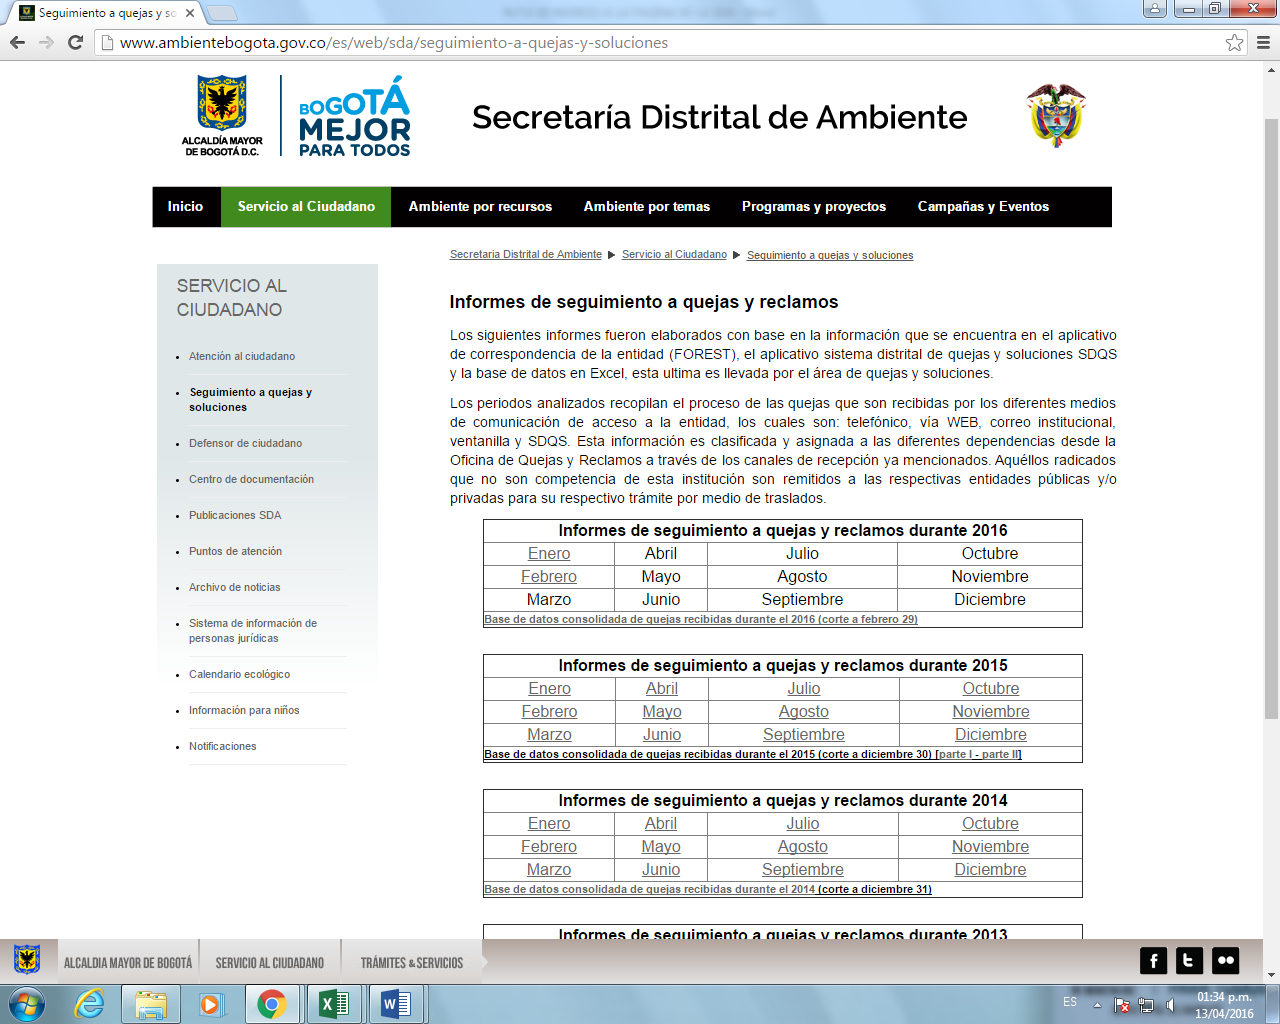 Seguimiento a quejas y so
www.ambientebogota.gov.co/es/web/sda/seguimiento-a-quejas-y-soluciones
ALCALDÍA MAYOR
DE BOGOTÁ D.C.
BOGOTÁ
MEJOR
PARA TODOS
Secretaría Distrital de Ambiente
Inicio Servicio al Ciudadano Ambiente por recursos Ambiente por temas Programas y proyectos Campañas y Eventos
Secretaria Distrital de Ambiente Servicio al Ciudadano Seguimiento a quejas y soluciones
SERVICIO AL
CIUDADANO
Atención al ciudadano
Seguimiento a quejas y
soluciones
Defensor de ciudadano
Centro de documentación
Publicaciones SDA
Puntos de atención
Archivo de noticias
Sistema de información de
personas jurídicas
Calendario ecológico
Información para niños
Notificaciones
Informes de seguimiento a quejas y reclamos
Los siguientes informes fueron elaborados con base en la información que se encuentra en el aplicativo
de correspondencia de la entidad (FOREST), el aplicativo sistema distrital de quejas y soluciones SDQS
y la base de datos en Excel, esta ultima es llevada por el área de quejas y soluciones.
Los periodos analizados recopilan el proceso de las quejas que son recibidas por los diferentes medios
de comunicación de acceso a la entidad, los cuales son: telefónico, vía WEB, correo institucional,
ventanilla y SDQS. Esta información es clasificada y asignada a las diferentes dependencias desde la
Oficina de Quejas y Reclamos a través de los canales de recepción ya mencionados. Aquéllos radicados
que no son competencia de esta institución son remitidos a las respectivas entidades públicas y/o
privadas para su respectivo trámite por medio de traslados.
Informes de seguimiento a quejas y reclamos durante 2016
Enero Abril Julio Octubre
Febrero Mayo Agosto Noviembre
Marzo Junio Septiembre Diciembre
Base de datos consolidada de quejas recibidas durante el 2016 (corte a febrero 29)
Informes de seguimiento a quejas y reclamos durante 2015
Enero Abril Julio Octubre
Febrero Mayo Agosto Noviembre
Marzo Junio Septiembre Diciembre
Base de datos consolidada de quejas recibidas durante el 2015 (corte a diciembre 30) [parte I - parte II]
Informes de seguimiento a quejas y reclamos durante 2014
Enero Abril Julio Octubre
Febrero Mayo Agosto Noviembre
Marzo Junio Septiembre Diciembre
Base de datos consolidada de quejas recibidas durante el 2014 (corte a diciembre 31)
Informes de seguimiento a quejas y reclamos durante 2013
ALCALDIA MAYOR DE BOGOTÁ SERVICIO AL CIUDADANO TRÁMITES & SERVICIOS
ES
01:34 p.m.
13/04/2016